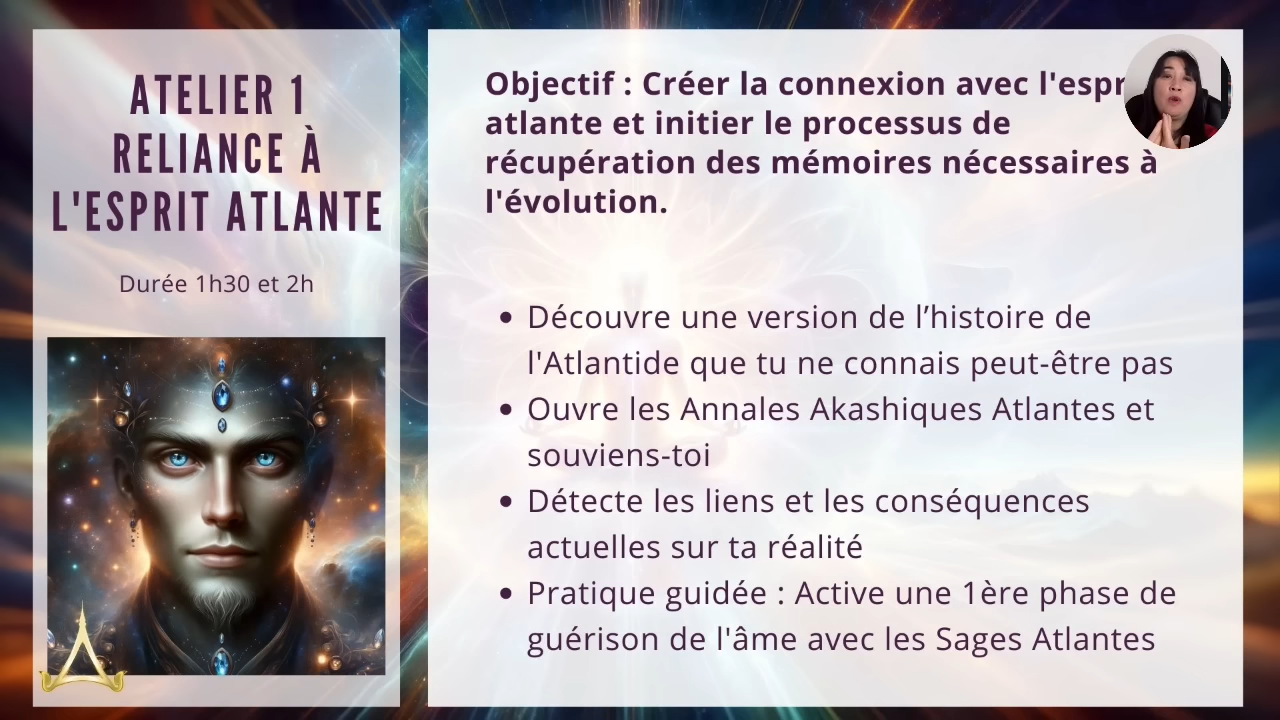 ATELIER 1
RELIANCE À
L'ESPRIT ATLANTE
Durée 1h30 et 2h
Objectif : Créer la connexion avec l'espr
atlante et initier le processus de
récupération des mémoires nécessaires à
l'évolution.
• Découvre une version de l’histoire de
l'Atlantide que tu ne connais peut-être pas
• Ouvre les Annales Akashiques Atlantes et
souviens-toi
• Détecte les liens et les conséquences
actuelles sur ta réalité
• Pratique guidée : Active une 1ère phase de
guérison de l'âme avec les Sages Atlantes